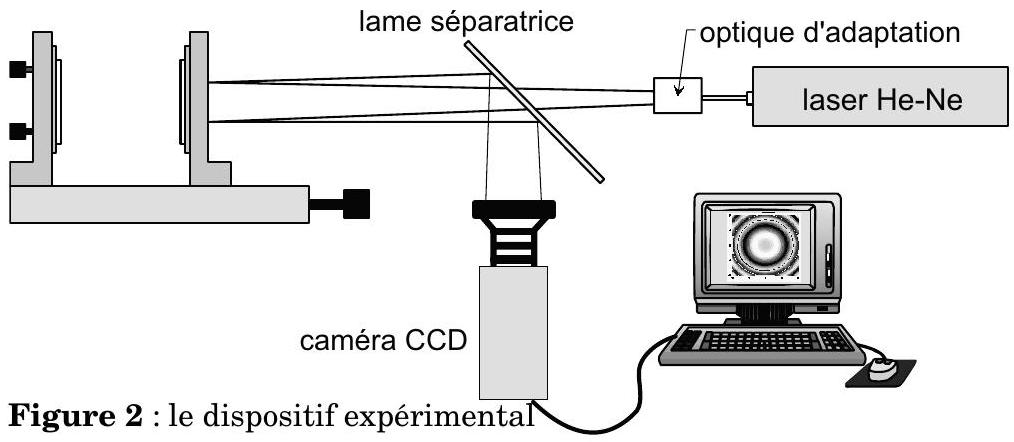 lame séparatrice
optique d'adaptation
laser He-Ne
caméra CCD
Figure 2 : le dispositif expérimental